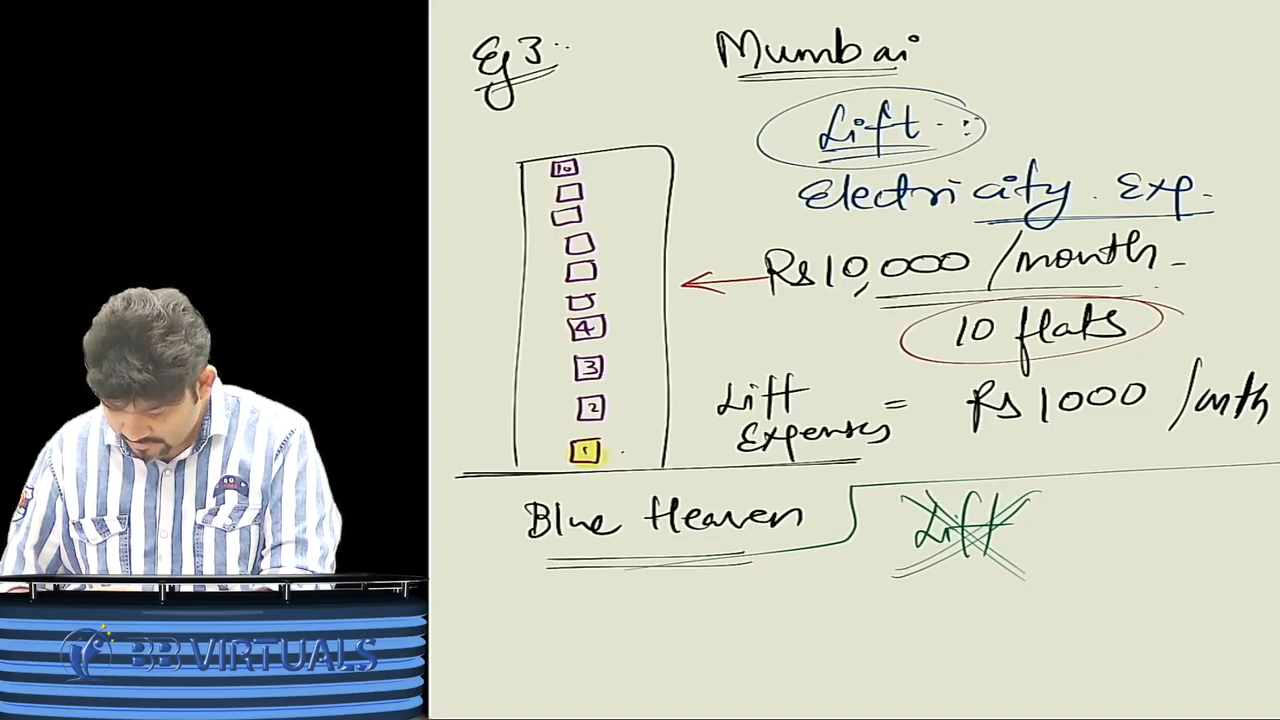 Eg 3..
Mumbai
Lift
Electricity. Exp.
Rs 10,000 /month.
10 flats
Lift
Expenses = Rs 1000 /mth
10
4
3
2
1
Blue Heaven
Lift
BB VIRTUALS